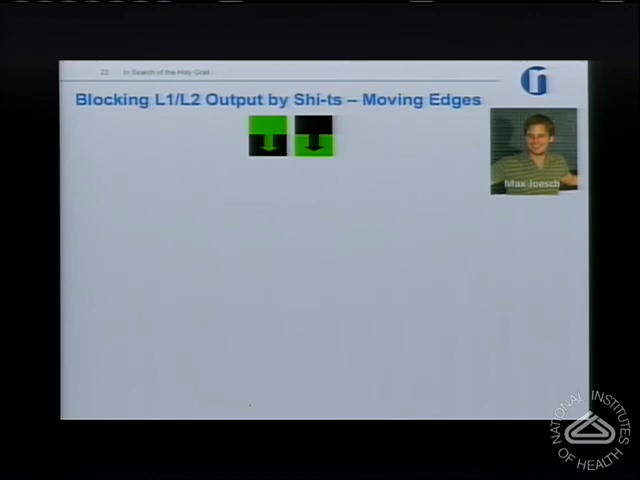 22 In Search of the Holy Grail
Blocking L1/L2 Output by Shi-ts – Moving Edges
Max Joesch
NATIONAL INSTITUTES OF HEALTH